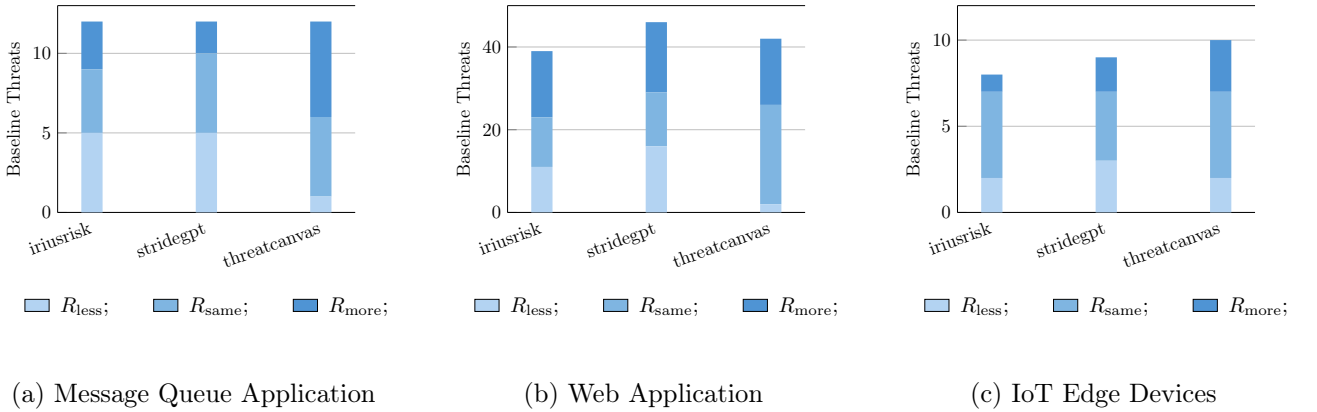 10
5
0
Baseline Threats
iriusrisk
stridegpt
threatcanvas
R_less; R_same; R_more;
(a) Message Queue Application
40
20
0
Baseline Threats
iriusrisk
stridegpt
threatcanvas
R_less; R_same; R_more;
(b) Web Application
10
5
0
Baseline Threats
iriusrisk
stridegpt
threatcanvas
R_less; R_same; R_more;
(c) IoT Edge Devices